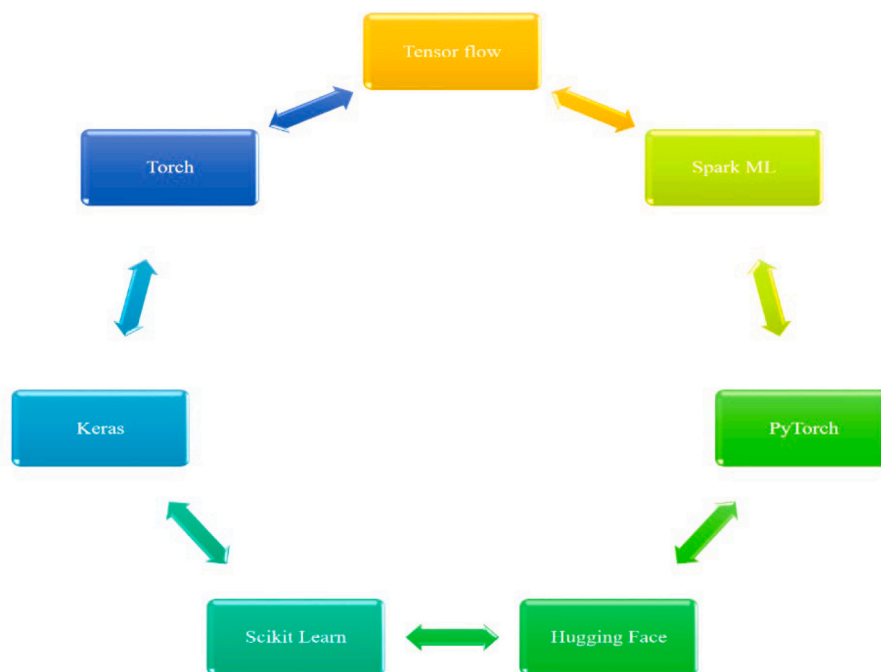 Tensor flow
Torch
Spark ML
Keras
PyTorch
Scikit Learn
Hugging Face